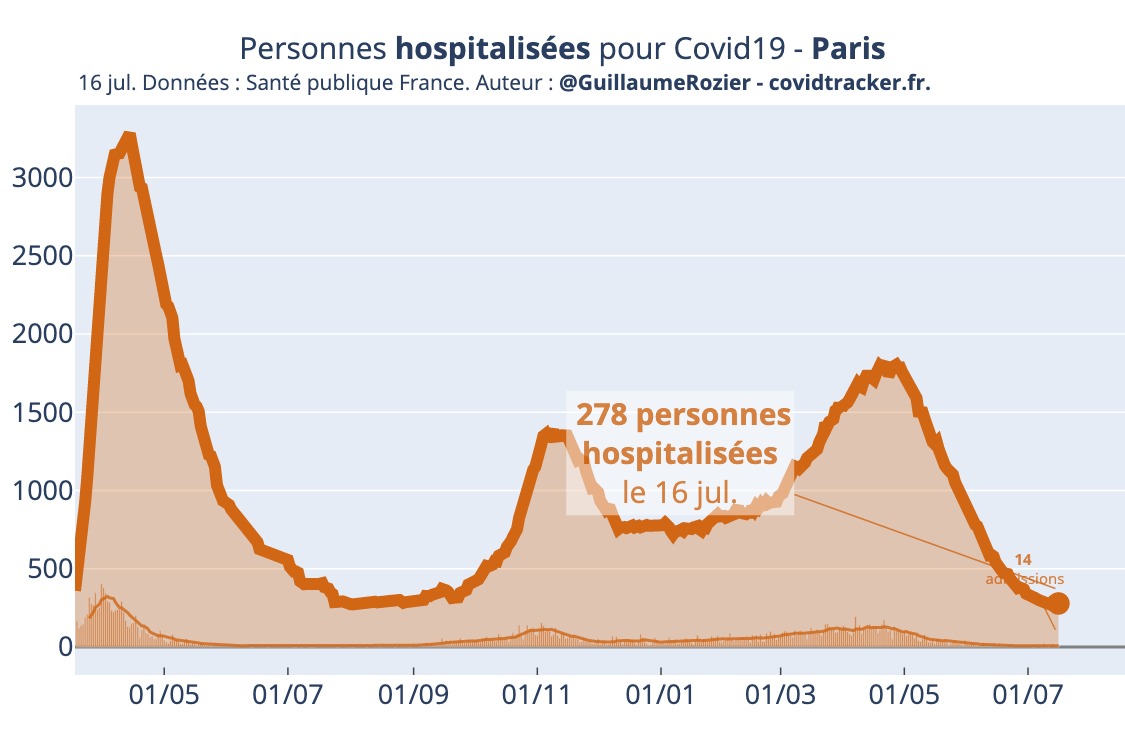 Personnes hospitalisées pour Covid19 - Paris
16 jul. Données : Santé publique France. Auteur : @GuillaumeRozier - covidtracker.fr.
3000
2500
2000
1500
1000
500
0
278 personnes
hospitalisées
le 16 jul.
14
admissions
01/05 01/07 01/09 01/11 01/01 01/03 01/05 01/07